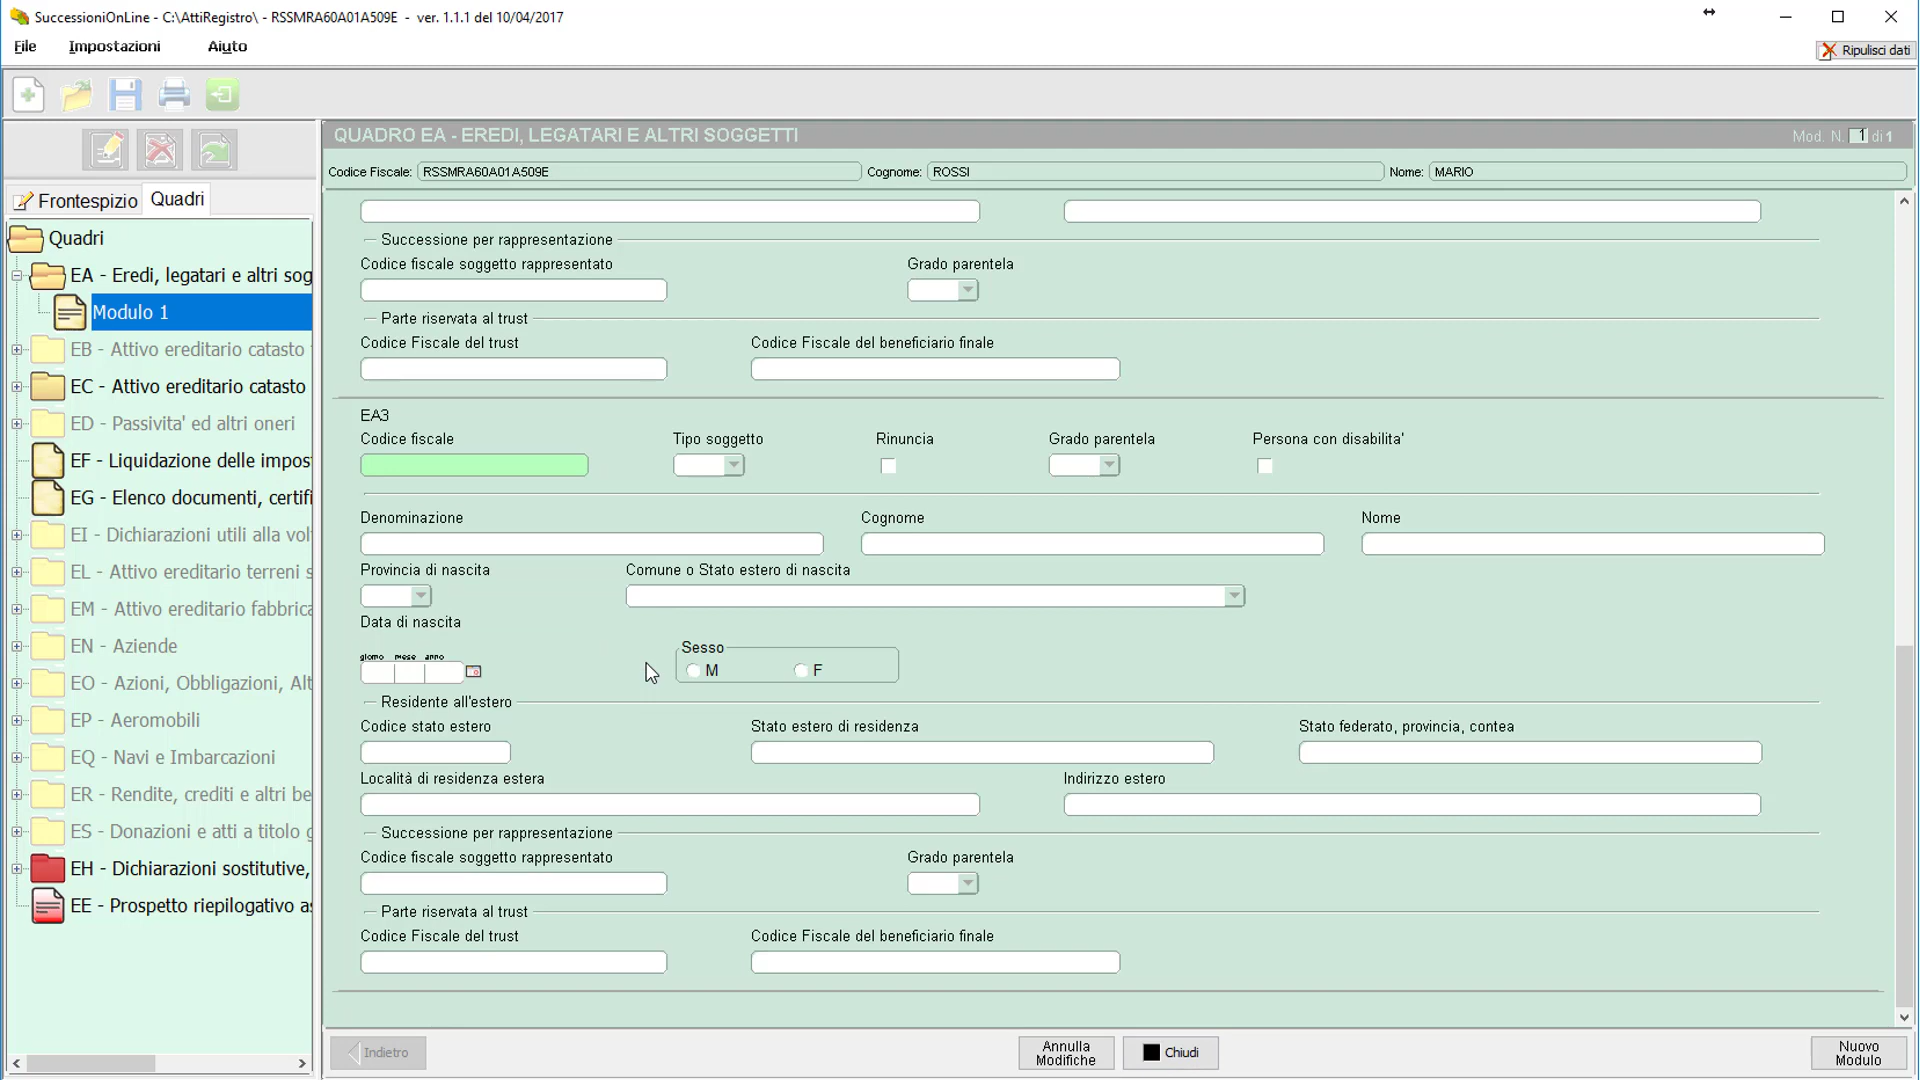 SuccessioniOnLine - C:\AttiRegistro\ - RSSMRA60A01A509E - ver. 1.1.1 del 10/04/2017
File Impostazioni Aiuto
Ripulisci dati
QUADRO EA - EREDI, LEGATARI E ALTRI SOGGETTI Mod. N. 1 di 1
Codice Fiscale: RSSMRA60A01A509E Cognome: ROSSI Nome: MARIO
Frontespizio Quadri
Quadri
EA - Eredi, legatari e altri sog
Modulo 1
EB - Attivo ereditario catasto
EC - Attivo ereditario catasto
ED - Passivita' ed altri oneri
EF - Liquidazione delle impost
EG - Elenco documenti, certifi
EI - Dichiarazioni utili alla vol
EL - Attivo ereditario terreni s
EM - Attivo ereditario fabbrica
EN - Aziende
EO - Azioni, Obbligazioni, Alt
EP - Aeromobili
EQ - Navi e Imbarcazioni
ER - Rendite, crediti e altri be
ES - Donazioni e atti a titolo g
EH - Dichiarazioni sostitutive,
EE - Prospetto riepilogativo as
Successione per rappresentazione
Codice fiscale soggetto rappresentato Grado parentela
Parte riservata al trust
Codice Fiscale del trust Codice Fiscale del beneficiario finale
EA3
Codice fiscale Tipo soggetto Rinuncia Grado parentela Persona con disabilita'
Denominazione Cognome Nome
Provincia di nascita Comune o Stato estero di nascita
Data di nascita
giorno mese anno
Sesso
M F
Residente all'estero
Codice stato estero Stato estero di residenza Stato federato, provincia, contea
Località di residenza estera Indirizzo estero
Successione per rappresentazione
Codice fiscale soggetto rappresentato Grado parentela
Parte riservata al trust
Codice Fiscale del trust Codice Fiscale del beneficiario finale
Indietro
Annulla
Modifiche
Chiudi
Nuovo
Modulo